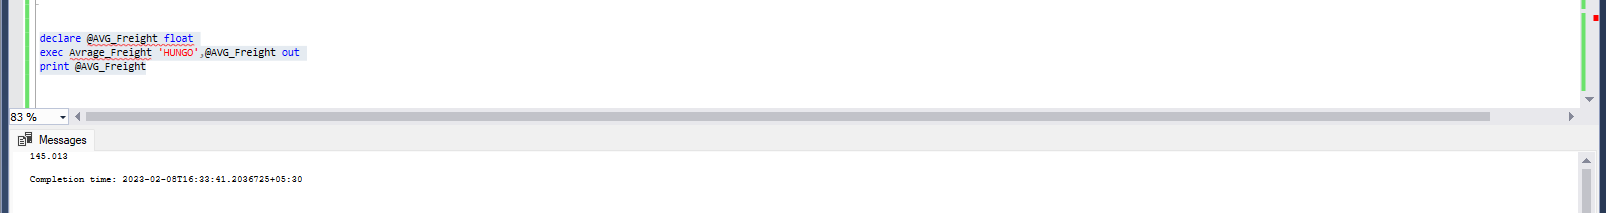 declare @AVG_Freight float
exec Avrage_Freight 'HUNGO',@AVG_Freight out
print @AVG_Freight
83 %
Messages
145.013
Completion time: 2023-02-08T16:33:41.2036725+05:30